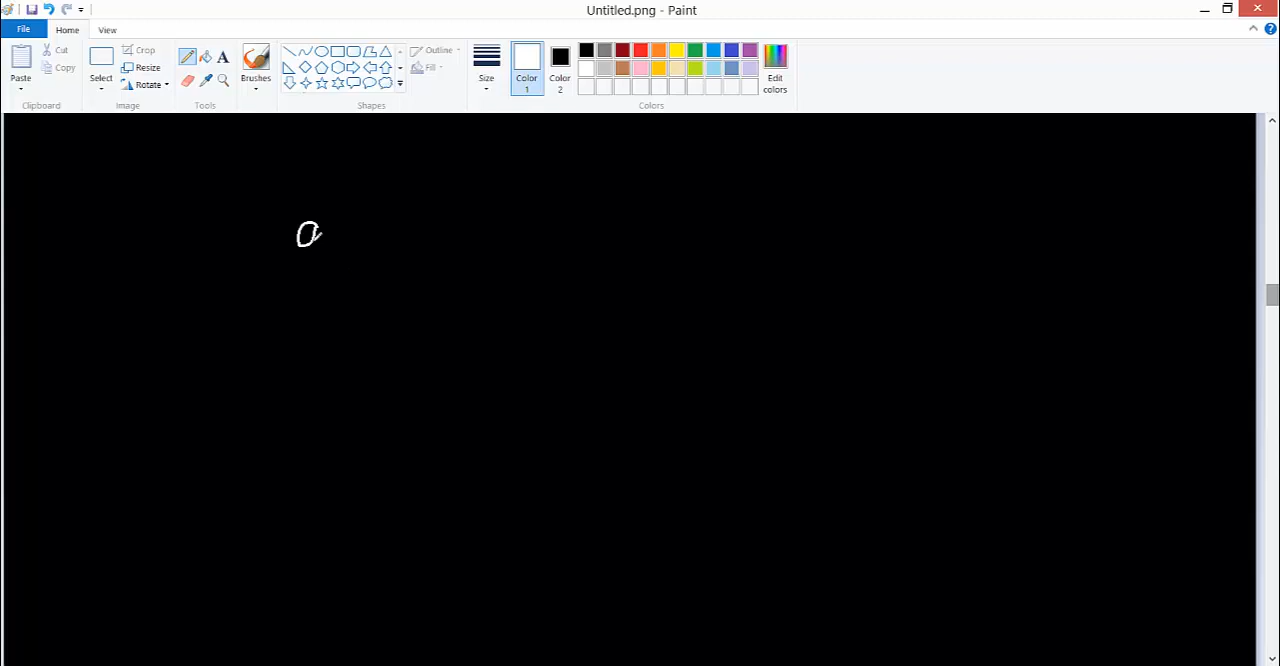 Untitled.png - Paint
File Home View
Paste Cut Copy Clipboard
Select Crop Resize Rotate Image
Tools
Brushes
Outline Fill Shapes
Size
Color 1
Color 2
Edit colors
Colors
a